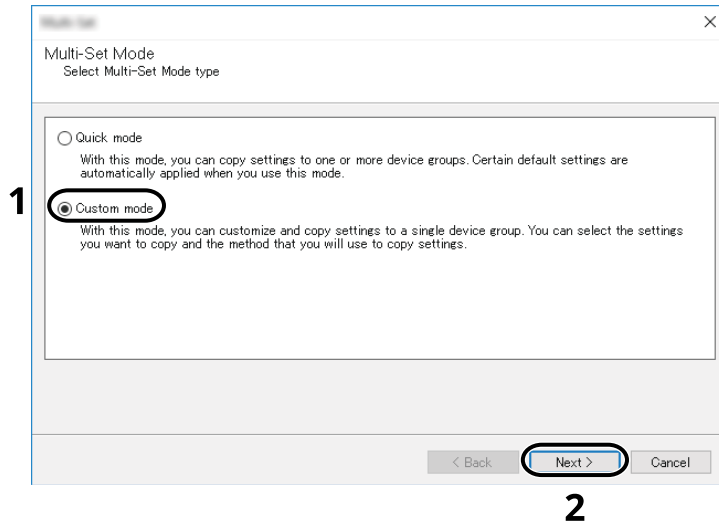 Multi-Set Mode
Select Multi-Set Mode type
Quick mode
With this mode, you can copy settings to one or more device groups. Certain default settings are
automatically applied when you use this mode.
1
Custom mode
With this mode, you can customize and copy settings to a single device group. You can select the settings
you want to copy and the method that you will use to copy settings.
< Back
Next >
Cancel
2